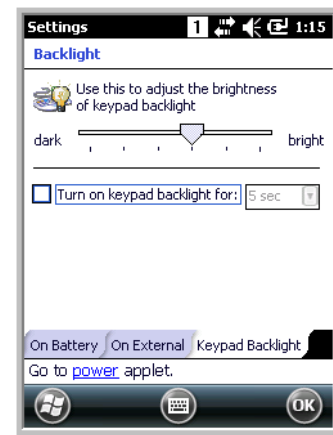 Settings 1 1:15
Backlight
Use this to adjust the brightness
of keypad backlight
dark bright
Turn on keypad backlight for: 5 sec
On Battery On External Keypad Backlight
Go to power applet.
OK